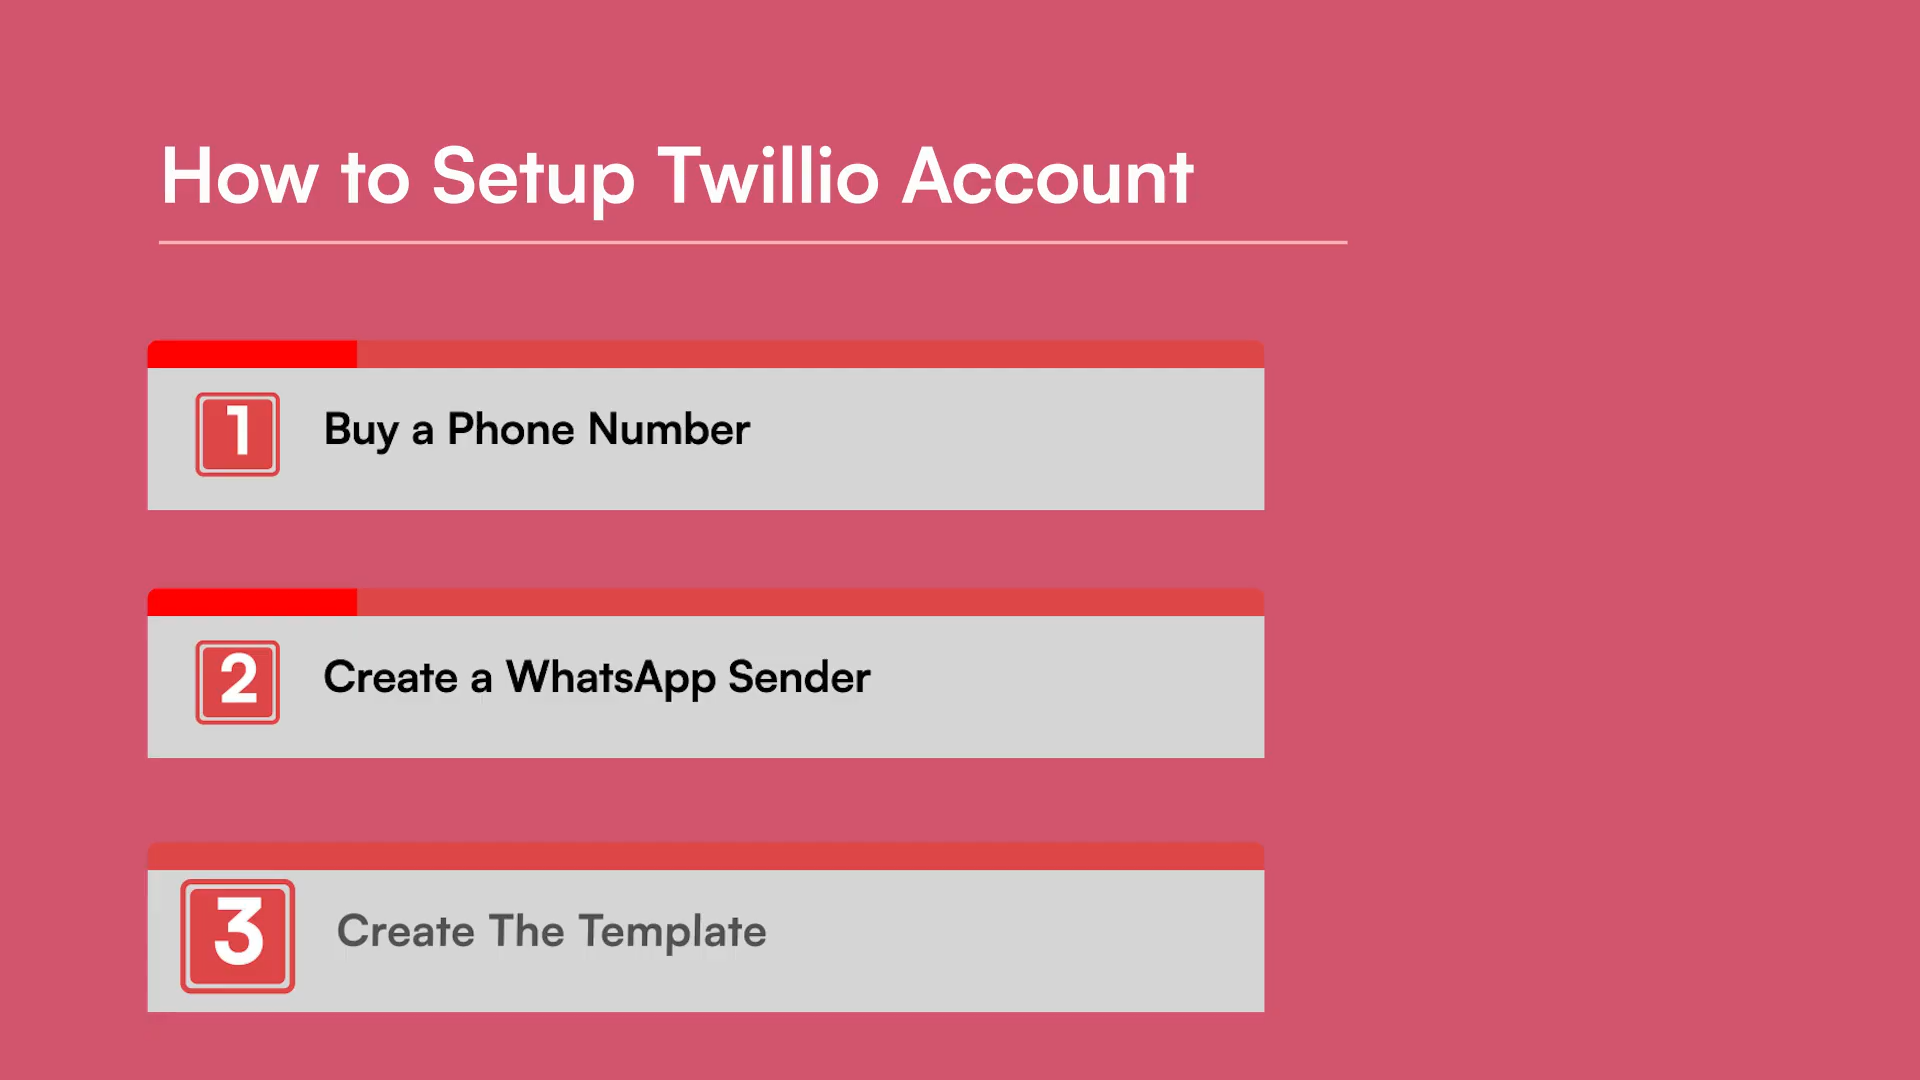 How to Setup Twillio Account
1 Buy a Phone Number
2 Create a WhatsApp Sender
3 Create The Template